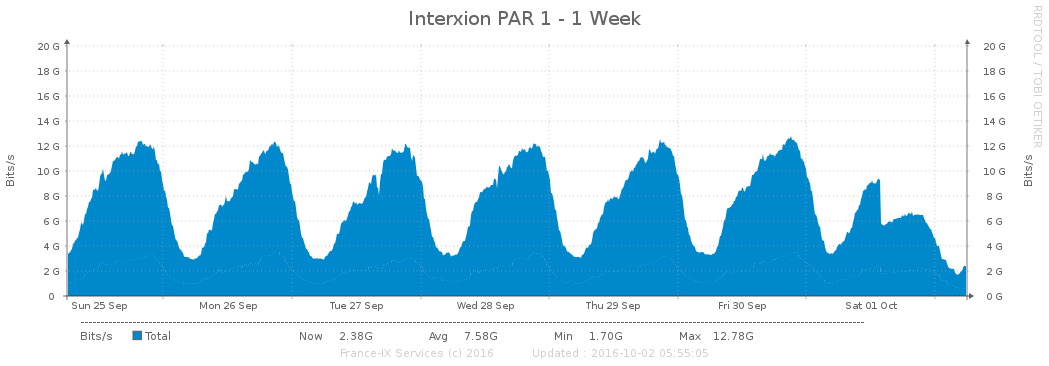 Interxion PAR 1 - 1 Week
RRDTOOL / TOBI OETIKER
Bits/s
Bits/s
20 G 20 G
18 G 18 G
16 G 16 G
14 G 14 G
12 G 12 G
10 G 10 G
8 G 8 G
6 G 6 G
4 G 4 G
2 G 2 G
0 0 G
Sun 25 Sep Mon 26 Sep Tue 27 Sep Wed 28 Sep Thu 29 Sep Fri 30 Sep Sat 01 Oct
Bits/s Total Now 2.38G Avg 7.58G Min 1.70G Max 12.78G
France-IX Services (c) 2016 Updated : 2016-10-02 05:55:05